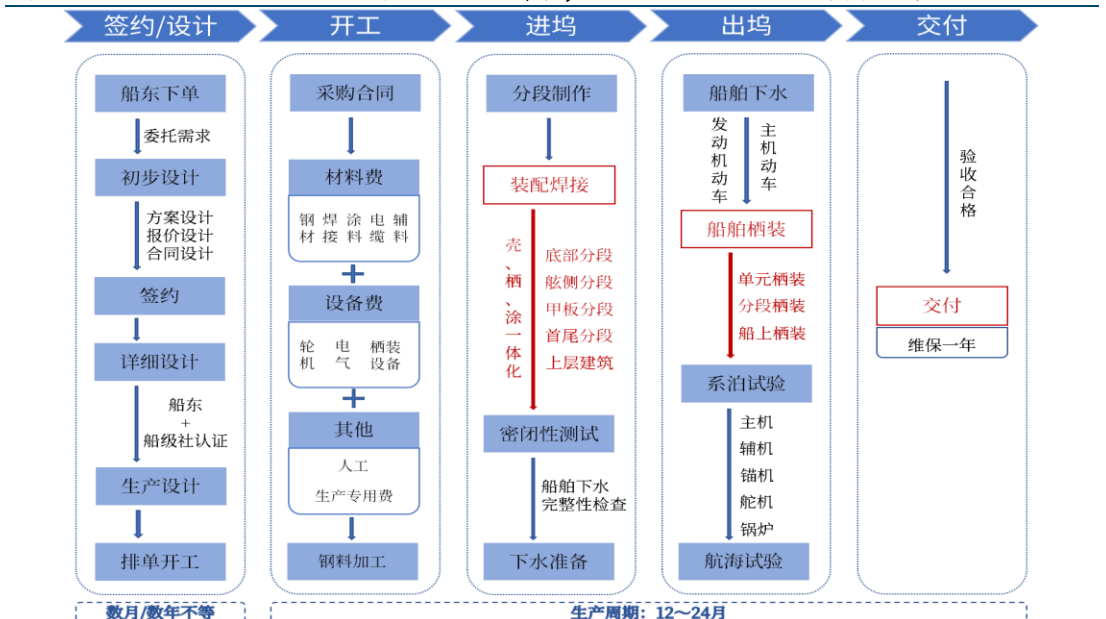 签约/设计
开工
进坞
出坞
交付
船东下单
委托需求
初步设计
方案设计
报价设计
合同设计
签约
详细设计
船东
+
船级社认证
生产设计
排单开工
采购合同
材料费
钢材 焊接 涂料 电缆 辅料
+
设备费
轮机 电气 栖装设备
+
其他
人工
生产专用费
钢料加工
分段制作
装配焊接
壳、栖、涂一体化
底部分段
舷侧分段
甲板分段
首尾分段
上层建筑
密闭性测试
船舶下水
完整性检查
下水准备
船舶下水
发动机动车
主机动车
船舶栖装
单元栖装
分段栖装
船上栖装
系泊试验
主机
辅机
锚机
舵机
锅炉
航海试验
验收合格
交付
维保一年
数月/数年不等
生产周期：12～24月